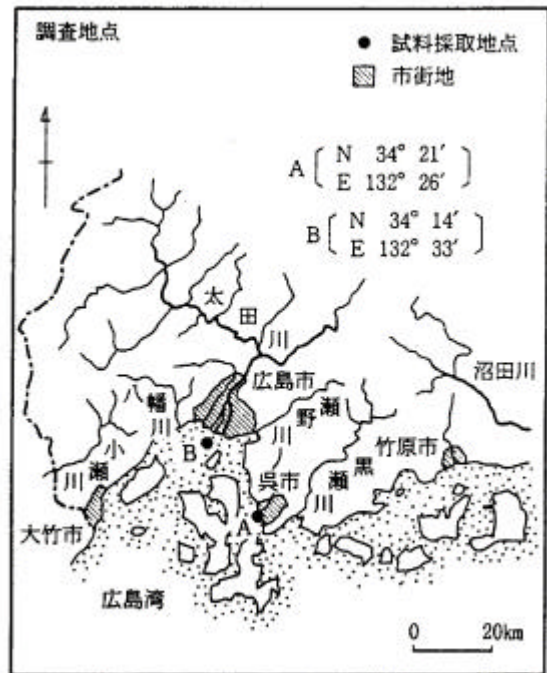 調査地点
● 試料採取地点
市街地
A N 34° 21′
E 132° 26′
B N 34° 14′
E 132° 33′
太田川
広島市
沼田川
八幡川
瀬野川
竹原市
小瀬川
B
呉市
黒瀬川
A
大竹市
広島湾
0 20km